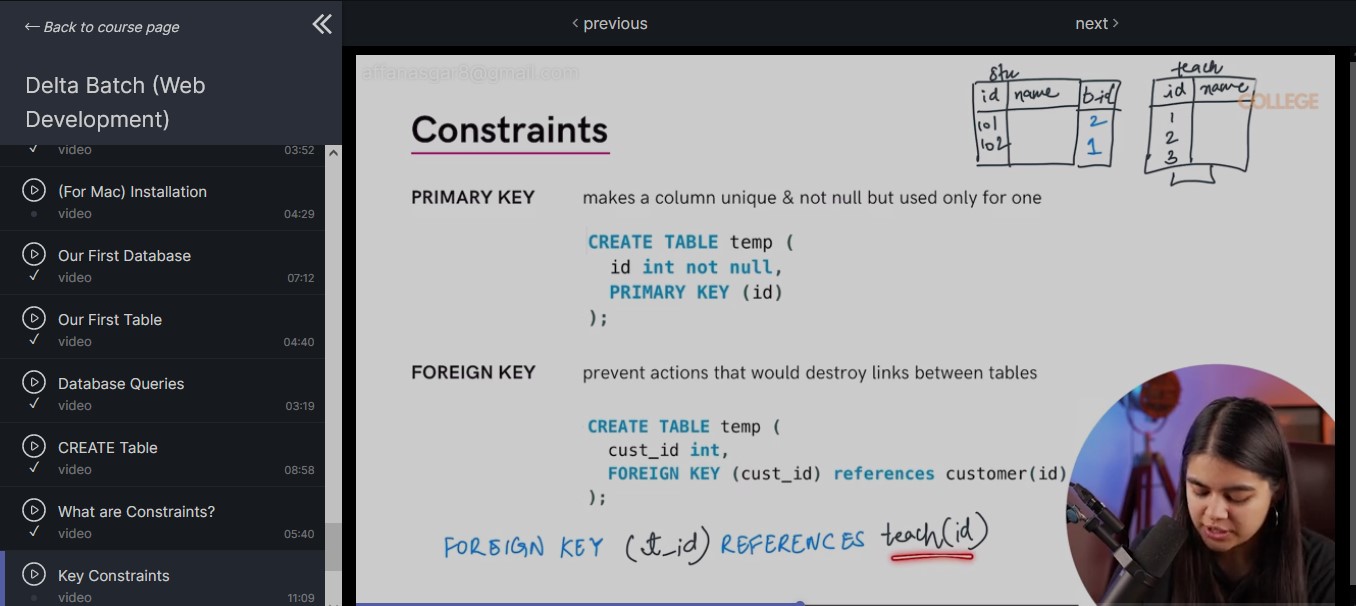 ← Back to course page
Delta Batch (Web
Development)
video 03:52
(For Mac) Installation
video 04:29
Our First Database
video 07:12
Our First Table
video 04:40
Database Queries
video 03:19
CREATE Table
video 08:58
What are Constraints?
video 05:40
Key Constraints
video 11:09
< previous
next >
affanasgar8@gmail.com
stu
id name
101 2
102 1
teach
id name
1
2
3
COLLEGE
Constraints
PRIMARY KEY makes a column unique & not null but used only for one
CREATE TABLE temp (
id int not null,
PRIMARY KEY (id)
);
FOREIGN KEY prevent actions that would destroy links between tables
CREATE TABLE temp (
cust_id int,
FOREIGN KEY (cust_id) references customer(id)
);
FOREIGN KEY (t_id) REFERENCES teach(id)